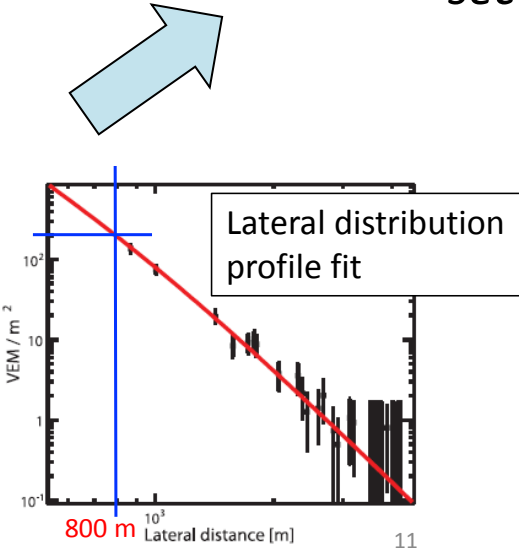 Lateral distribution
profile fit
10²
10
1
10⁻¹
VEM / m²
800 m
10³
Lateral distance [m]
11